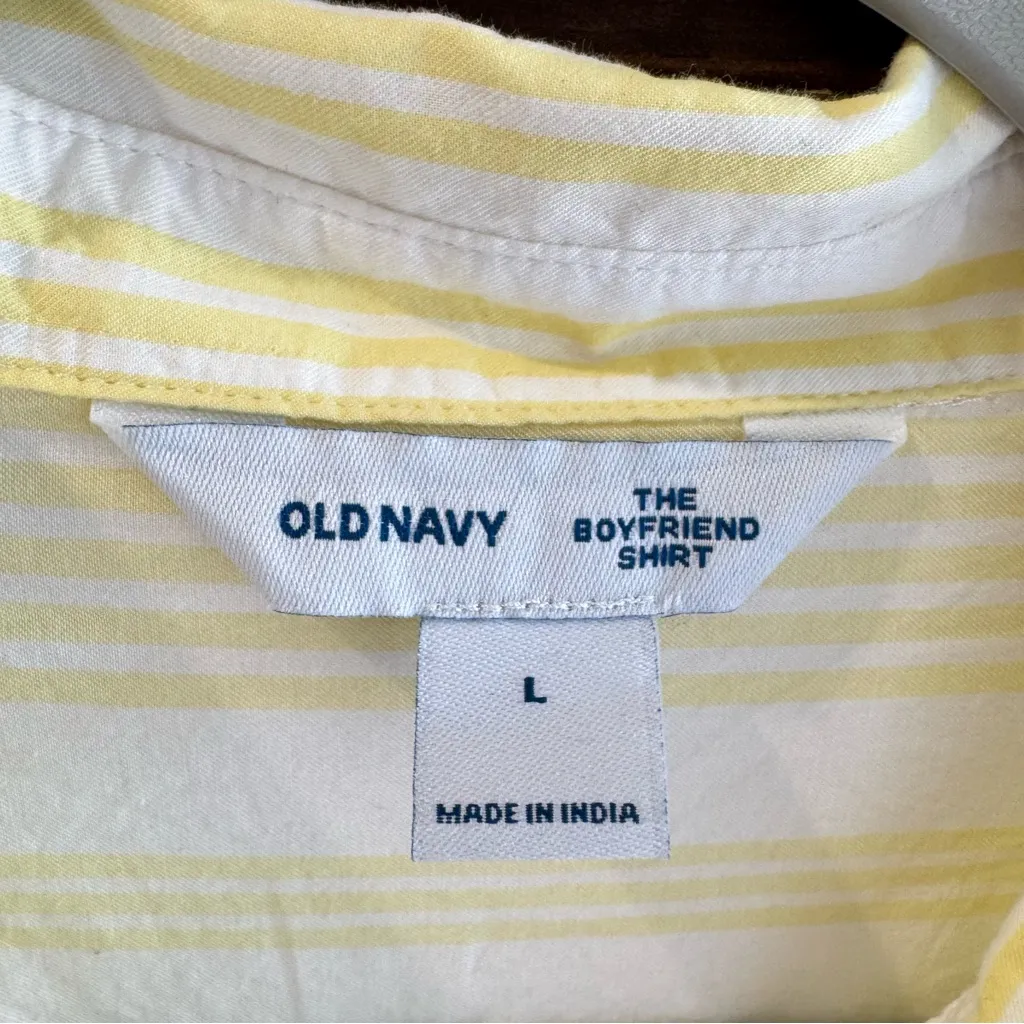 OLD NAVY
THE
BOYFRIEND
SHIRT
L
MADE IN INDIA